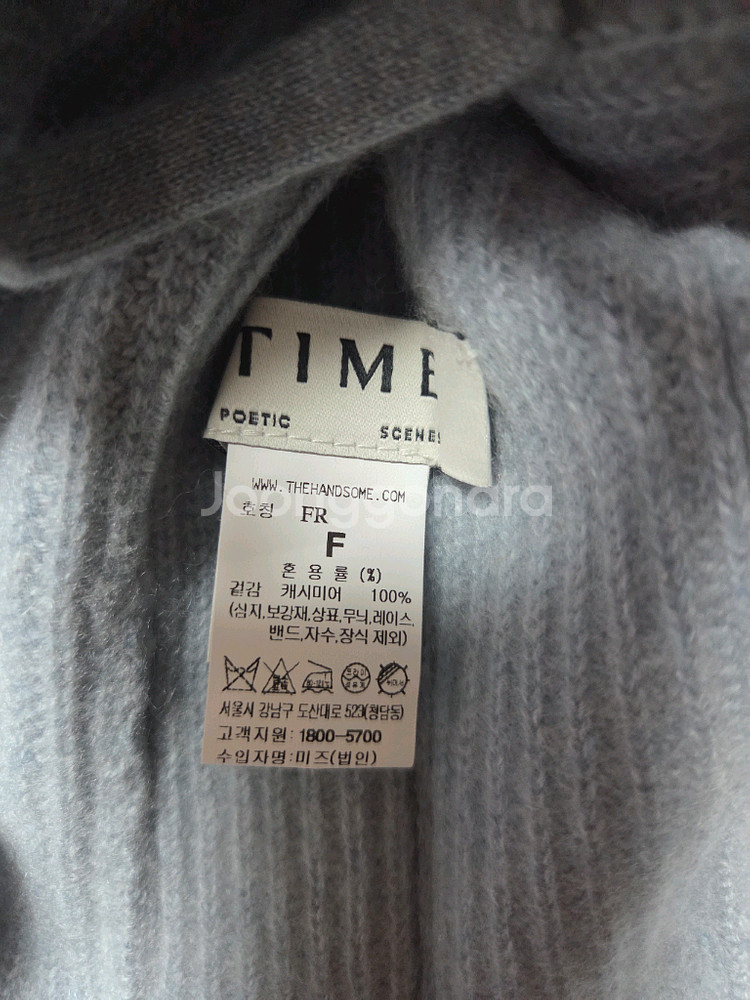 TIME
POETIC SCENES
WWW.THEHANDSOME.COM
호칭 FR
F
혼 용 률 (%)
겉감 캐시미어 100%
(심지,보강재,상표,무늬,레이스,
밴드,자수,장식 제외)
서울시 강남구 도산대로 523(청담동)
고객지원: 1800-5700
수입자명:미즈(법인)
Joonggonara